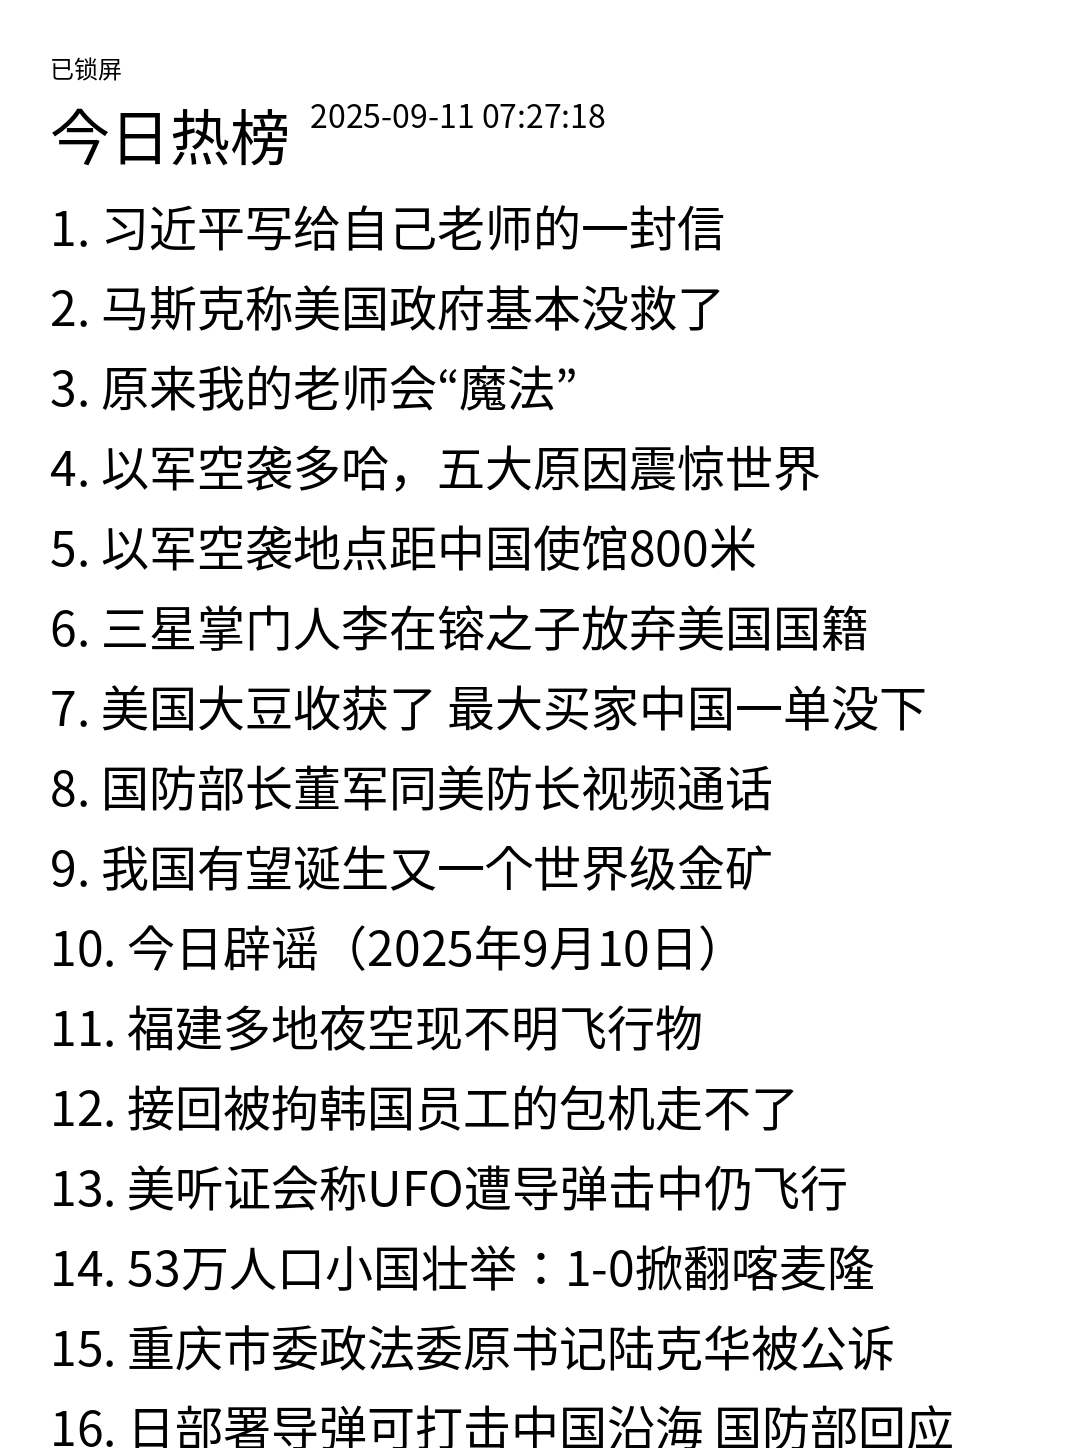 已锁屏
今日热榜 2025-09-11 07:27:18
1. 习近平写给自己老师的一封信
2. 马斯克称美国政府基本没救了
3. 原来我的老师会“魔法”
4. 以军空袭多哈，五大原因震惊世界
5. 以军空袭地点距中国使馆800米
6. 三星掌门人李在镕之子放弃美国国籍
7. 美国大豆收获了 最大买家中国一单没下
8. 国防部长董军同美防长视频通话
9. 我国有望诞生又一个世界级金矿
10. 今日辟谣（2025年9月10日）
11. 福建多地夜空现不明飞行物
12. 接回被拘韩国员工的包机走不了
13. 美听证会称UFO遭导弹击中仍飞行
14. 53万人口小国壮举：1-0掀翻喀麦隆
15. 重庆市委政法委原书记陆克华被公诉
16. 日部署导弹可打击中国沿海 国防部回应